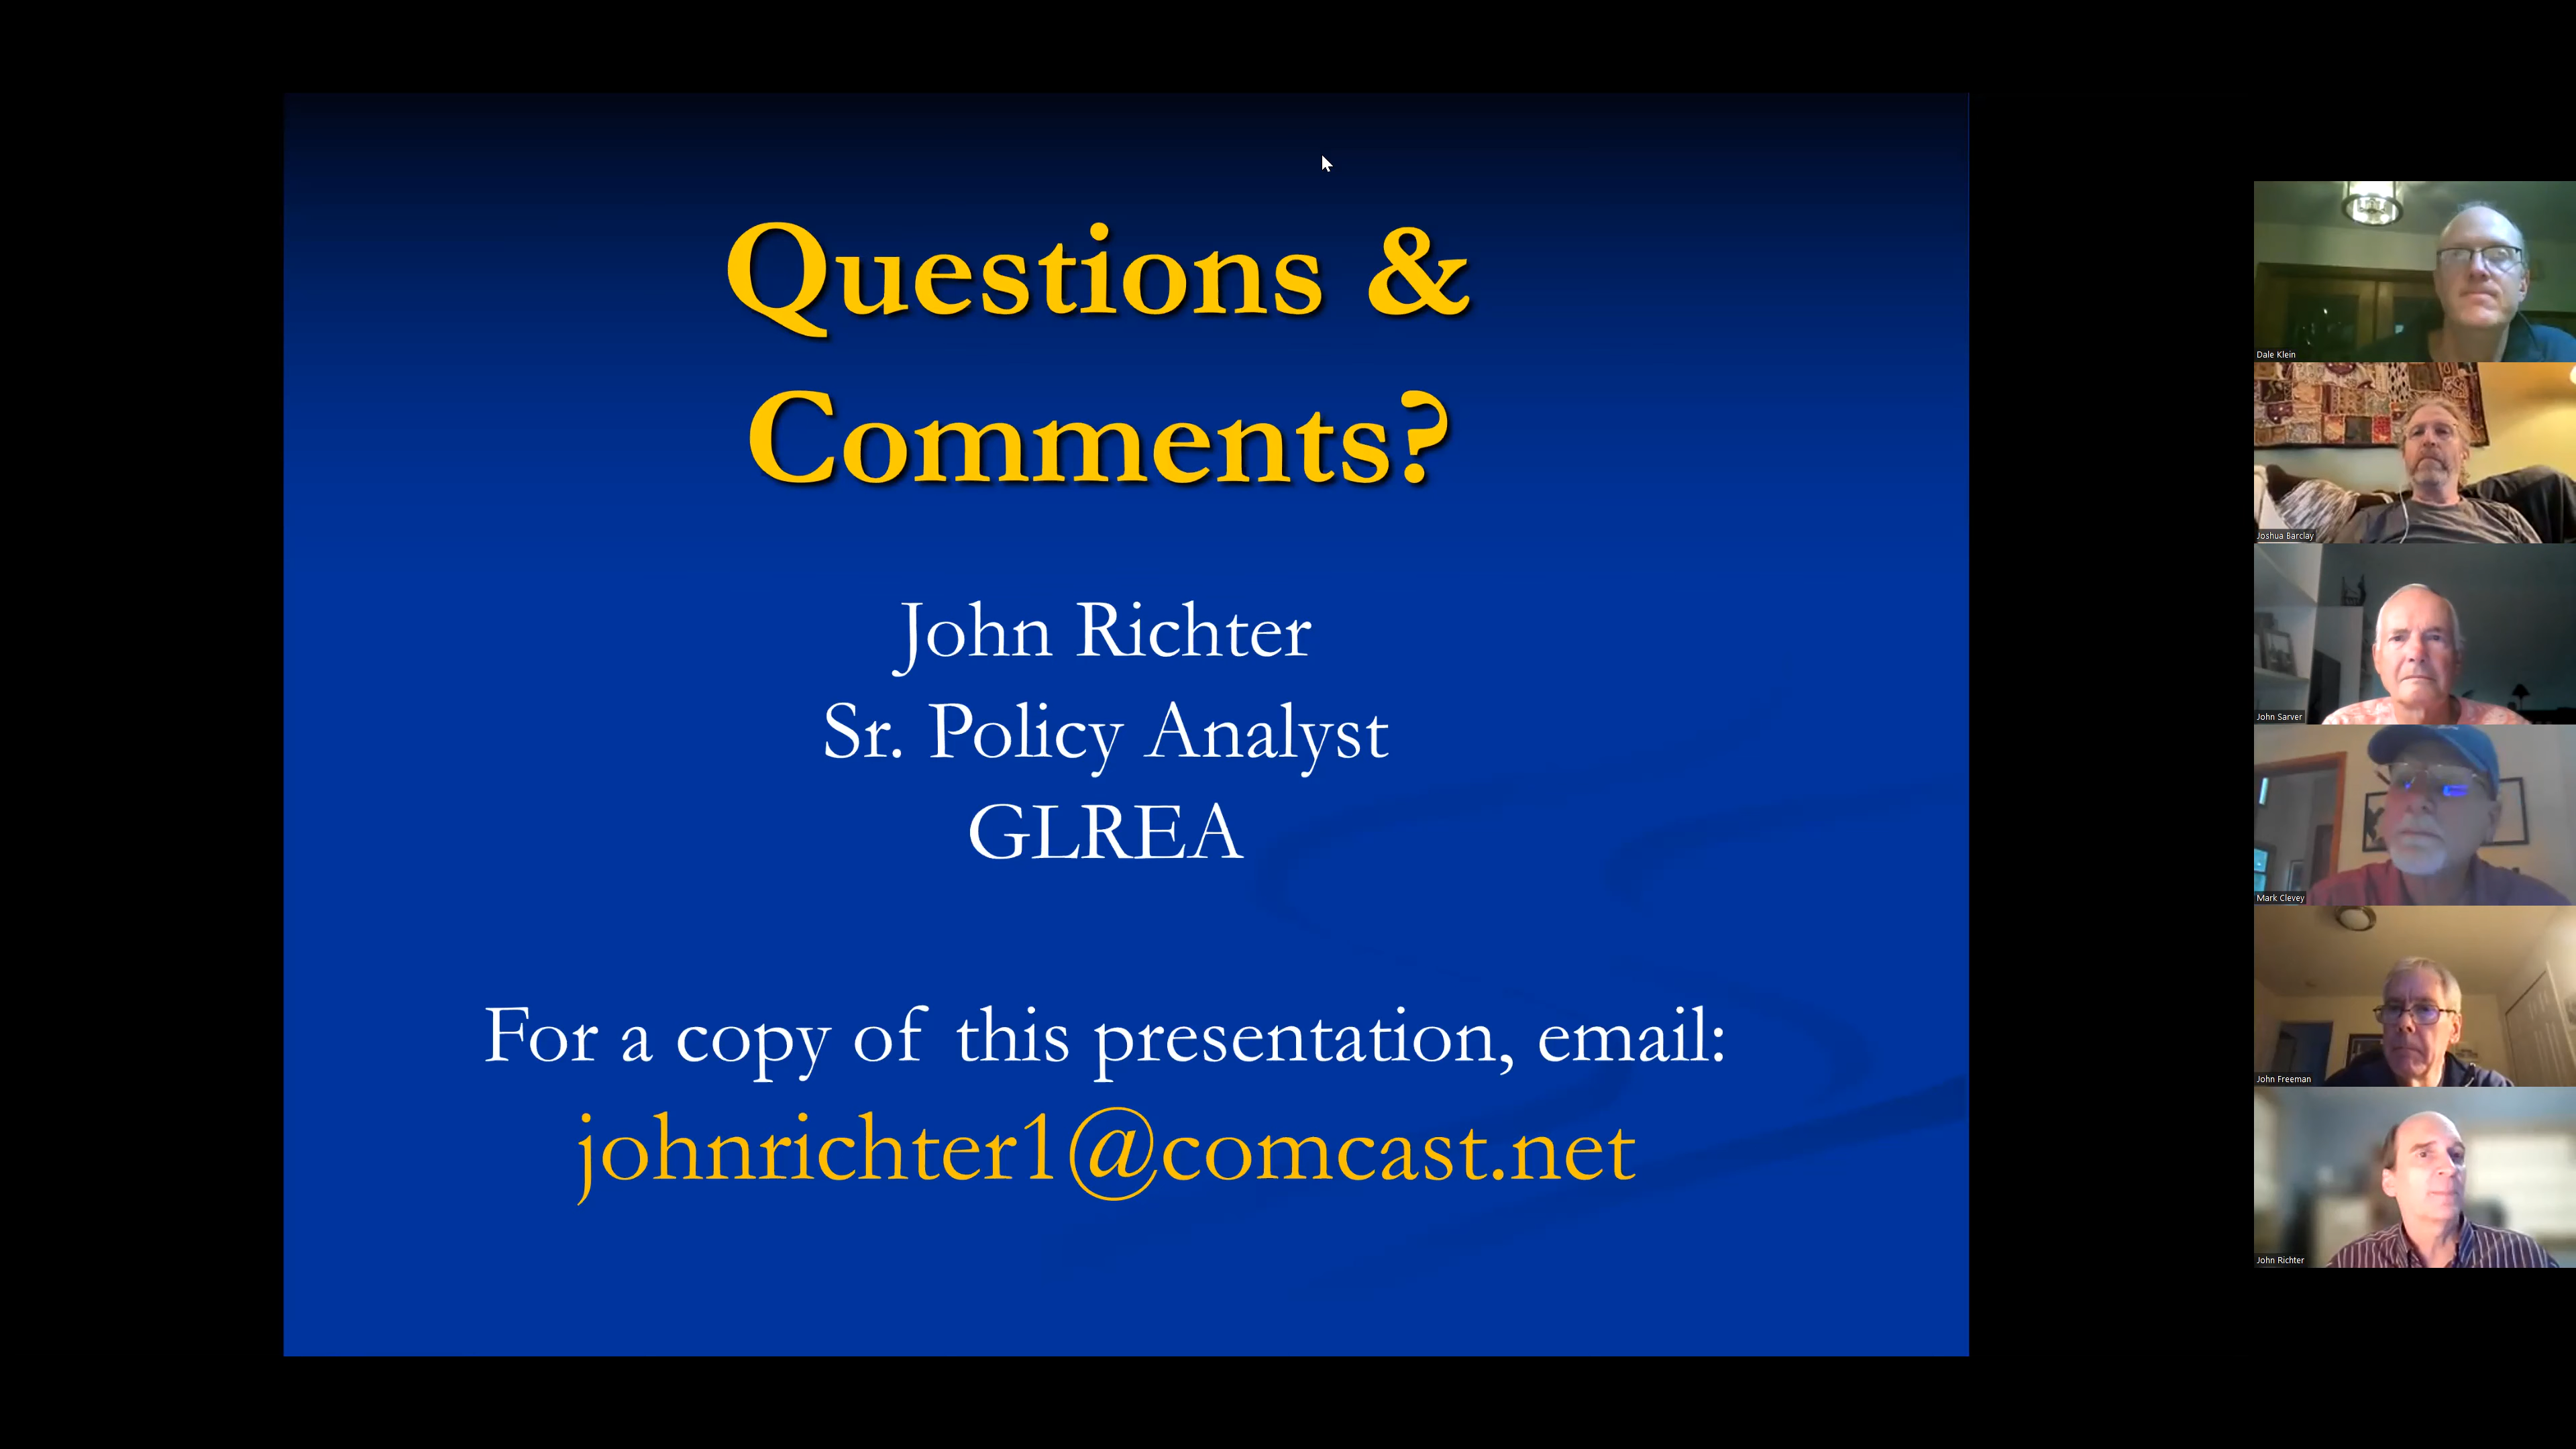 Questions &
Comments?
John Richter
Sr. Policy Analyst
GLREA
For a copy of this presentation, email:
johnrichter1@comcast.net
Dale Klein
Joshua Barclay
John Sarver
Mark Clevey
John Freeman
John Richter